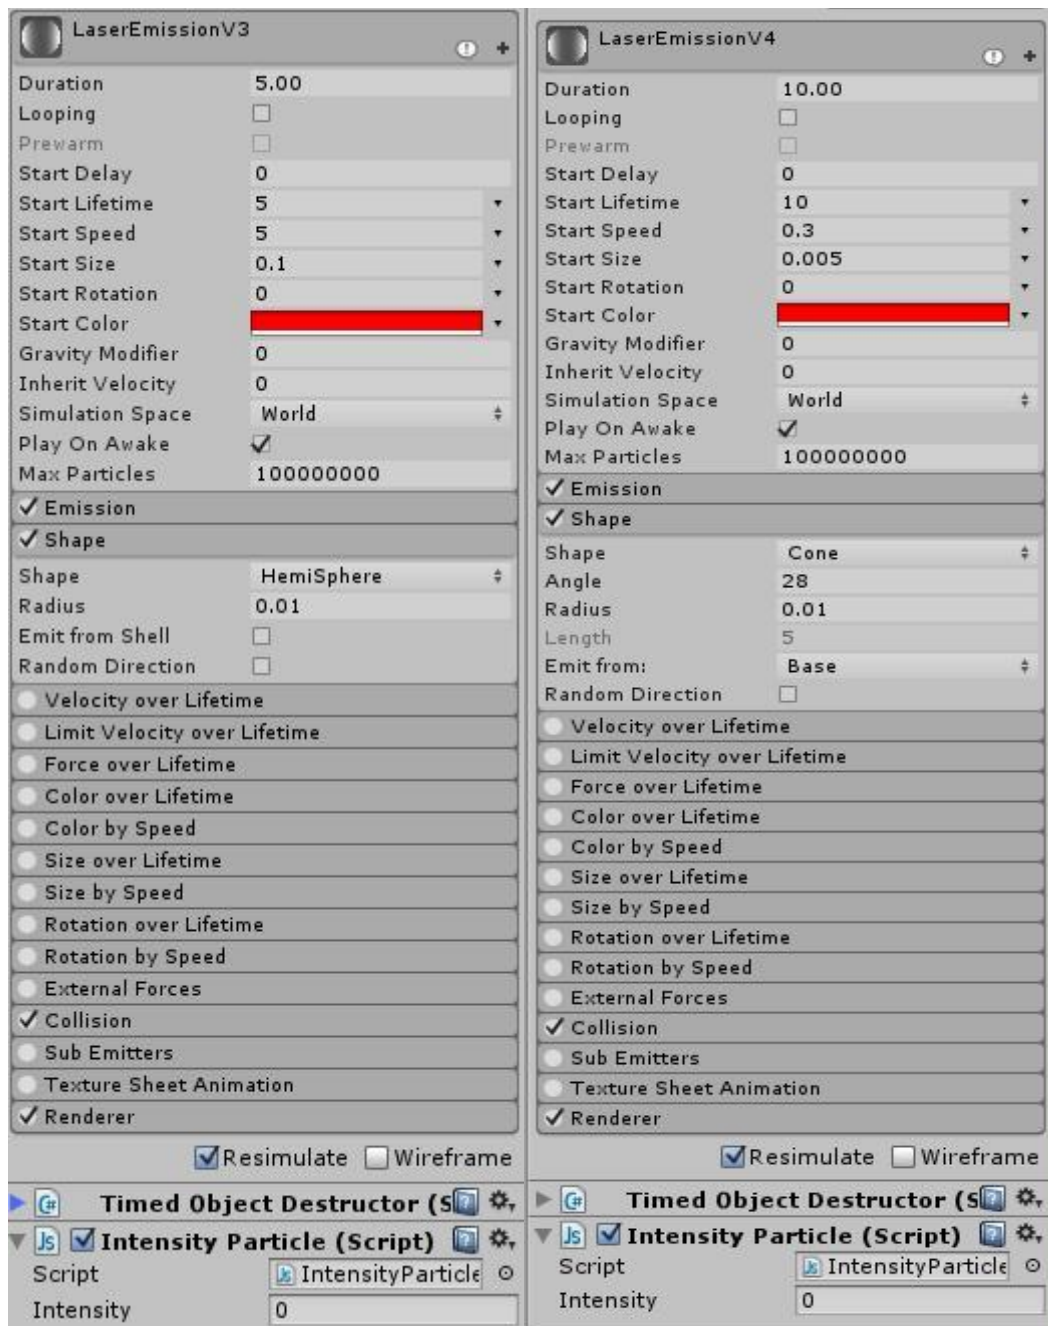 LaserEmissionV3
Duration 5.00
Looping
Prewarm
Start Delay 0
Start Lifetime 5
Start Speed 5
Start Size 0.1
Start Rotation 0
Start Color
Gravity Modifier 0
Inherit Velocity 0
Simulation Space World
Play On Awake
Max Particles 100000000
Emission
Shape
Shape HemiSphere
Radius 0.01
Emit from Shell
Random Direction
Velocity over Lifetime
Limit Velocity over Lifetime
Force over Lifetime
Color over Lifetime
Color by Speed
Size over Lifetime
Size by Speed
Rotation over Lifetime
Rotation by Speed
External Forces
Collision
Sub Emitters
Texture Sheet Animation
Renderer
Resimulate Wireframe
C# Timed Object Destructor (S
Js Intensity Particle (Script)
Script Js IntensityParticle
Intensity 0
LaserEmissionV4
Duration 10.00
Looping
Prewarm
Start Delay 0
Start Lifetime 10
Start Speed 0.3
Start Size 0.005
Start Rotation 0
Start Color
Gravity Modifier 0
Inherit Velocity 0
Simulation Space World
Play On Awake
Max Particles 100000000
Emission
Shape
Shape Cone
Angle 28
Radius 0.01
Length 5
Emit from: Base
Random Direction
Velocity over Lifetime
Limit Velocity over Lifetime
Force over Lifetime
Color over Lifetime
Color by Speed
Size over Lifetime
Size by Speed
Rotation over Lifetime
Rotation by Speed
External Forces
Collision
Sub Emitters
Texture Sheet Animation
Renderer
Resimulate Wireframe
C# Timed Object Destructor (S
Js Intensity Particle (Script)
Script Js IntensityParticle
Intensity 0